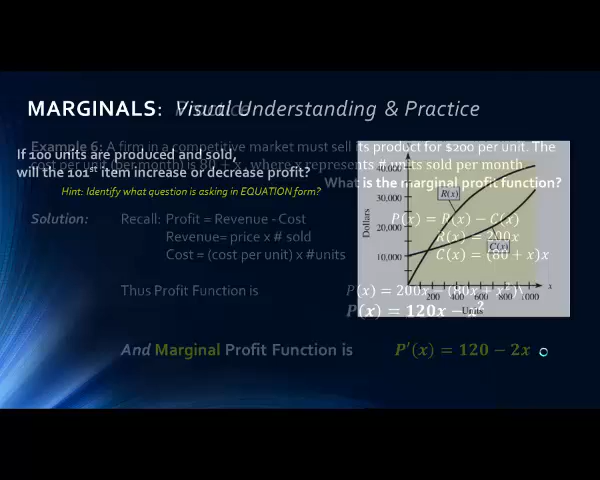 MARGINALS: Visual Understanding & Practice
Example 6: A firm in a competitive market must sell its product for $200 per unit. The
cost per unit (per month) is 80 + x, where x represents # units sold per month.
What is the marginal profit function?
If 100 units are produced and sold,
will the 101st item increase or decrease profit?
Hint: Identify what question is asking in EQUATION form?
Solution: Recall: Profit = Revenue - Cost P(x) = R(x) − C(x)
Revenue= price x # sold R(x) = 200x
Cost = (cost per unit) x #units C(x) = (80 + x)x
Thus Profit Function is P(x) = 200x − (80x + x²)
P(x) = 120x − x²
And Marginal Profit Function is P'(x) = 120 − 2x
40,000
30,000
20,000
10,000
Dollars
R(x)
C(x)
200 400 600 800 1000 x
Units